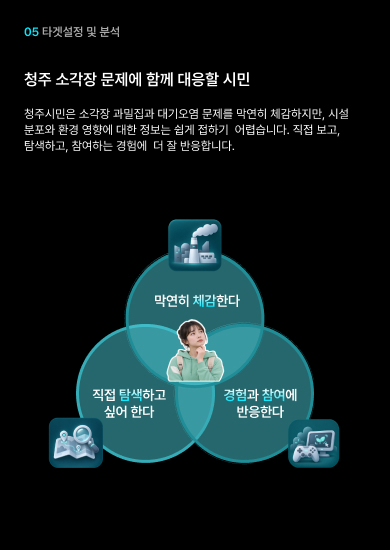 05 타겟설정 및 분석
청주 소각장 문제에 함께 대응할 시민
청주시민은 소각장 과밀집과 대기오염 문제를 막연히 체감하지만, 시설
분포와 환경 영향에 대한 정보는 쉽게 접하기 어렵습니다. 직접 보고,
탐색하고, 참여하는 경험에 더 잘 반응합니다.
막연히 체감한다
직접 탐색하고
싶어 한다
경험과 참여에
반응한다